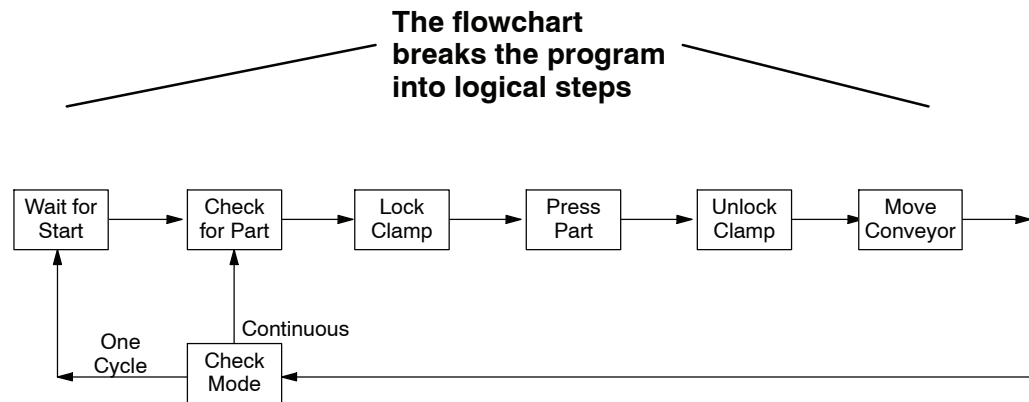 The flowchart
breaks the program
into logical steps
Wait for
Start
Check
for Part
Lock
Clamp
Press
Part
Unlock
Clamp
Move
Conveyor
One
Cycle
Continuous
Check
Mode